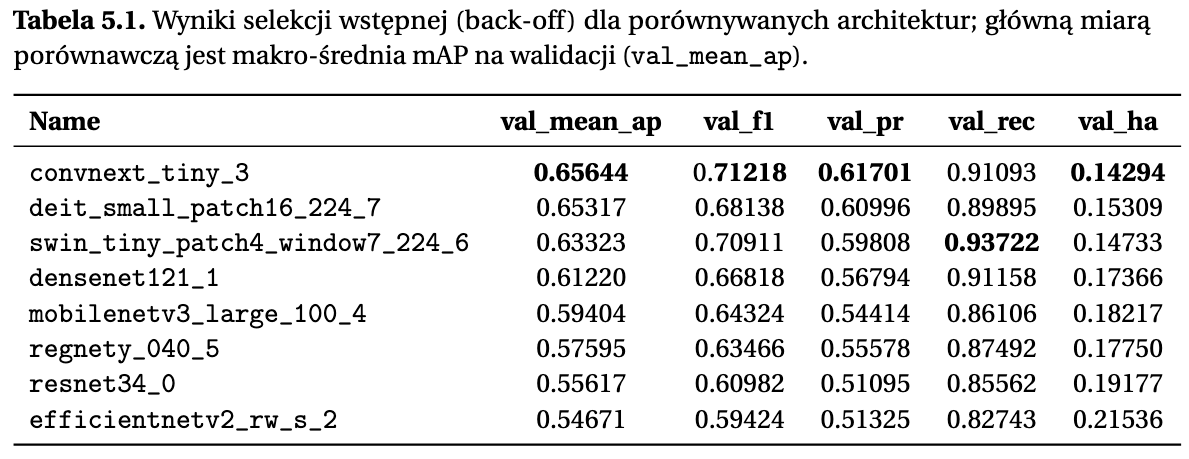 Tabela 5.1. Wyniki selekcji wstępnej (back-off) dla porównywanych architektur; główną miarą
porównawczą jest makro-średnia mAP na walidacji (val_mean_ap).
Name val_mean_ap val_f1 val_pr val_rec val_ha
convnext_tiny_3 0.65644 0.71218 0.61701 0.91093 0.14294
deit_small_patch16_224_7 0.65317 0.68138 0.60996 0.89895 0.15309
swin_tiny_patch4_window7_224_6 0.63323 0.70911 0.59808 0.93722 0.14733
densenet121_1 0.61220 0.66818 0.56794 0.91158 0.17366
mobilenetv3_large_100_4 0.59404 0.64324 0.54414 0.86106 0.18217
regnety_040_5 0.57595 0.63466 0.55578 0.87492 0.17750
resnet34_0 0.55617 0.60982 0.51095 0.85562 0.19177
efficientnetv2_rw_s_2 0.54671 0.59424 0.51325 0.82743 0.21536